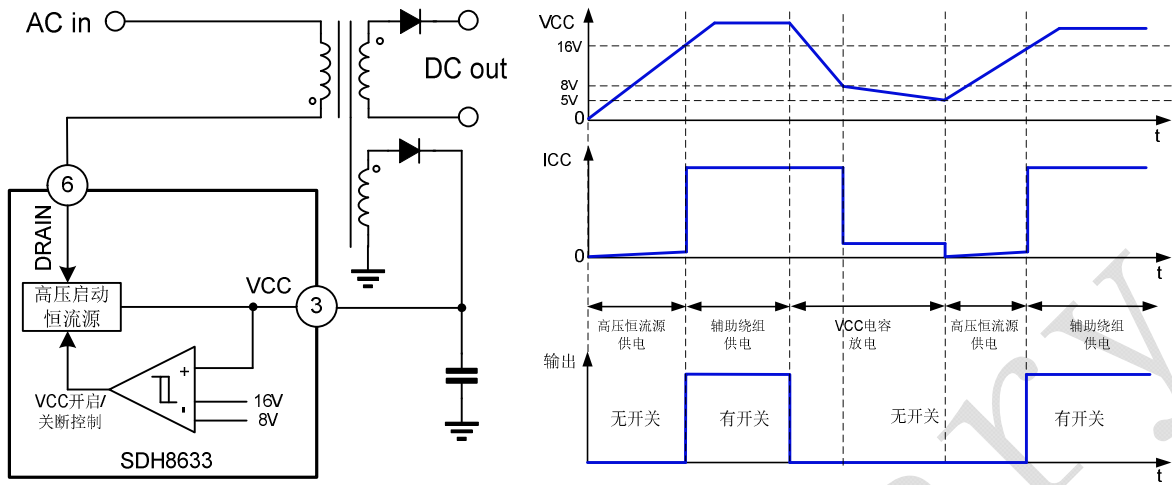 AC in
DC out
6
DRAIN
VCC
3
高压启动
恒流源
+
-
16V
8V
VCC开启/
关断控制
SDH8633
VCC
16V
8V
5V
0
t
ICC
0
t
高压恒流源
供电
辅助绕组
供电
VCC电容
放电
高压恒流源
供电
辅助绕组
供电
输出
无开关
有开关
无开关
有开关
t